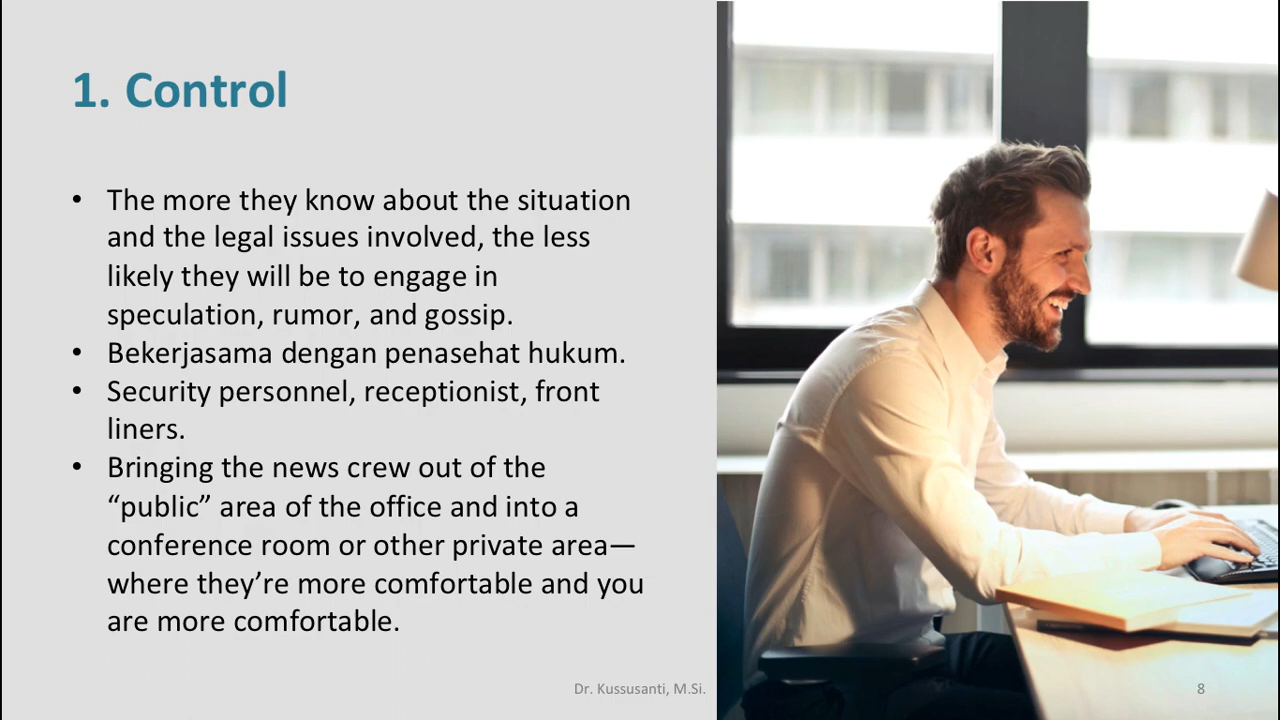 1. Control
• The more they know about the situation
and the legal issues involved, the less
likely they will be to engage in
speculation, rumor, and gossip.
• Bekerjasama dengan penasehat hukum.
• Security personnel, receptionist, front
liners.
• Bringing the news crew out of the
“public” area of the office and into a
conference room or other private area—
where they’re more comfortable and you
are more comfortable.
Dr. Kussusanti, M.Si.
8